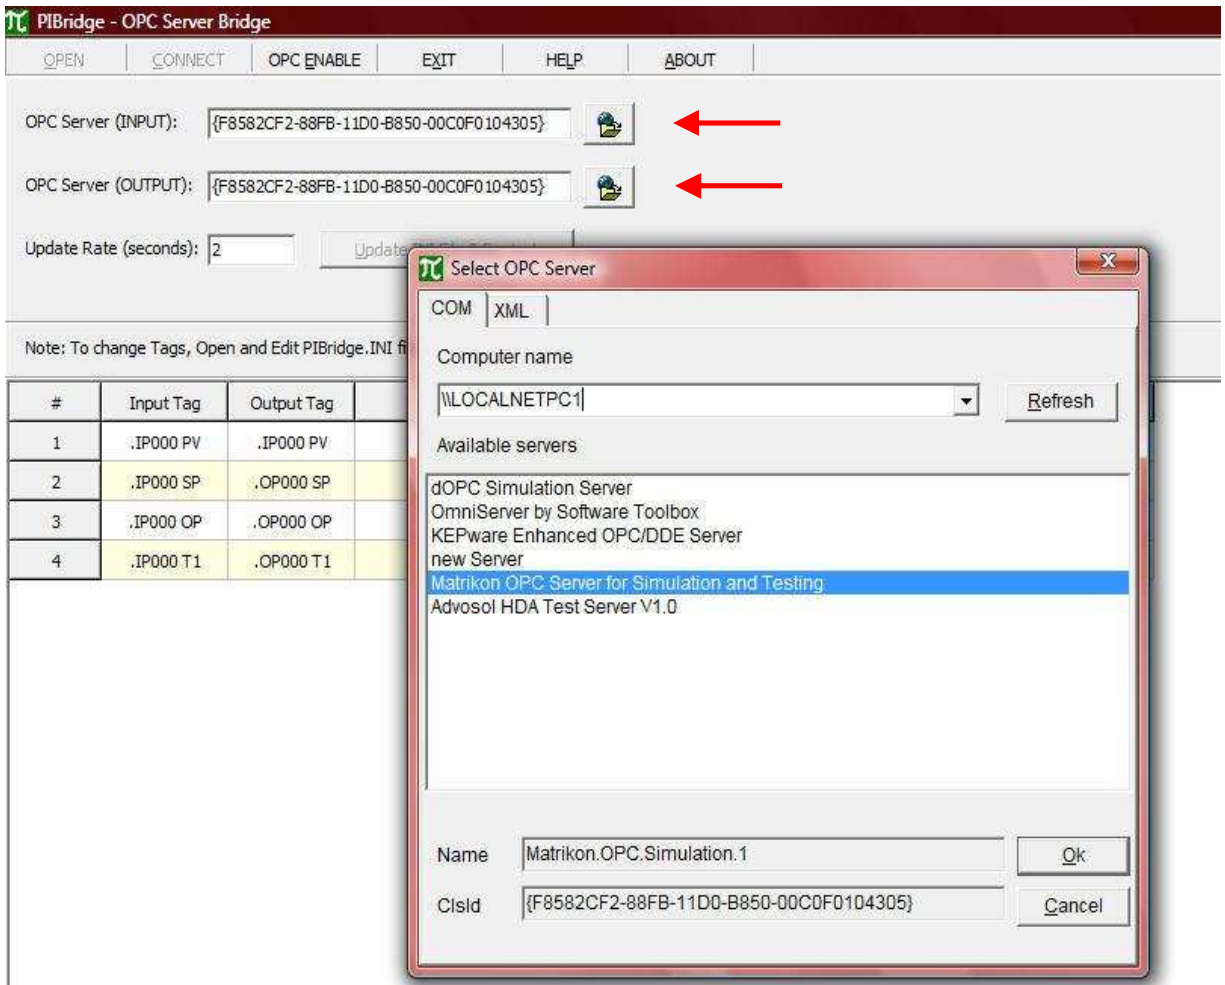 PIBridge - OPC Server Bridge
OPEN CONNECT OPC ENABLE EXIT HELP ABOUT
OPC Server (INPUT): {F8582CF2-88FB-11D0-B850-00C0F0104305}
OPC Server (OUTPUT): {F8582CF2-88FB-11D0-B850-00C0F0104305}
Update Rate (seconds): 2 Update
Note: To change Tags, Open and Edit PIBridge.INI
# Input Tag Output Tag
1 .IP000 PV .IP000 PV
2 .IP000 SP .OP000 SP
3 .IP000 OP .OP000 OP
4 .IP000 T1 .OP000 T1
Select OPC Server
COM XML
Computer name
\\LOCALNETPC1 Refresh
Available servers
dOPC Simulation Server
OmniServer by Software Toolbox
KEPware Enhanced OPC/DDE Server
new Server
Matrikon OPC Server for Simulation and Testing
Advosol HDA Test Server V1.0
Name Matrikon.OPC.Simulation.1 Ok
ClsId {F8582CF2-88FB-11D0-B850-00C0F0104305} Cancel